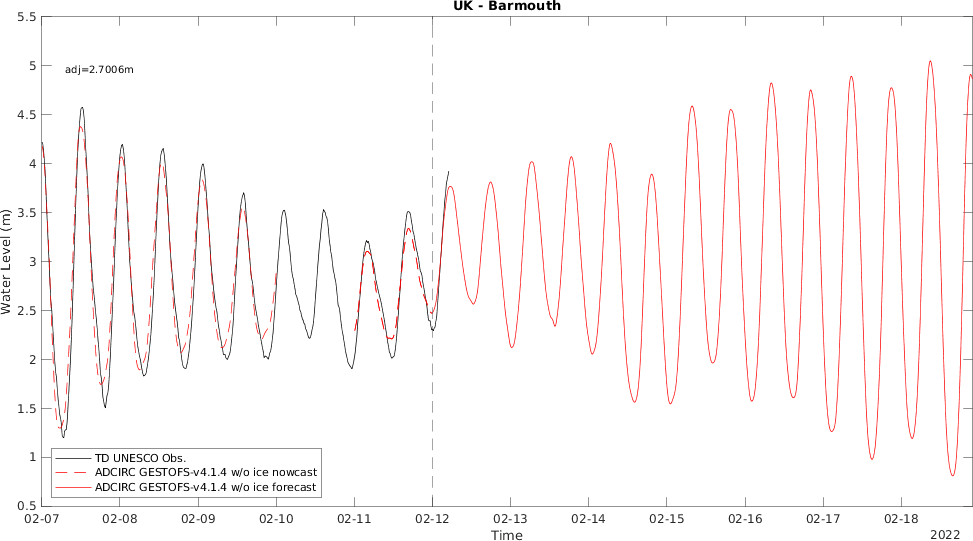 UK - Barmouth
5.5
5
4.5
4
3.5
3
2.5
2
1.5
1
0.5
Water Level (m)
adj=2.7006m
TD UNESCO Obs.
ADCIRC GESTOFS-v4.1.4 w/o ice nowcast
ADCIRC GESTOFS-v4.1.4 w/o ice forecast
02-07 02-08 02-09 02-10 02-11 02-12 02-13 02-14 02-15 02-16 02-17 02-18
Time
2022